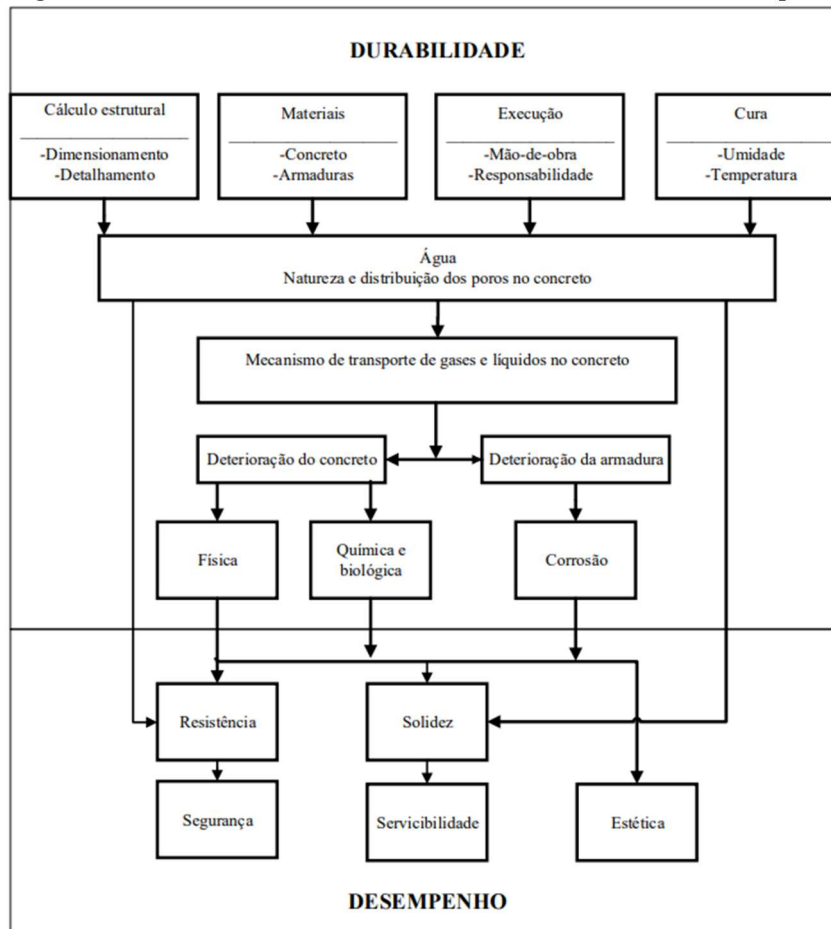 DURABILIDADE
Cálculo estrutural
-Dimensionamento
-Detalhamento
Materiais
-Concreto
-Armaduras
Execução
-Mão-de-obra
-Responsabilidade
Cura
-Umidade
-Temperatura
Água
Natureza e distribuição dos poros no concreto
Mecanismo de transporte de gases e líquidos no concreto
Deterioração do concreto
Deterioração da armadura
Física
Química e
biológica
Corrosão
Resistência
Solidez
Segurança
Servicibilidade
Estética
DESEMPENHO